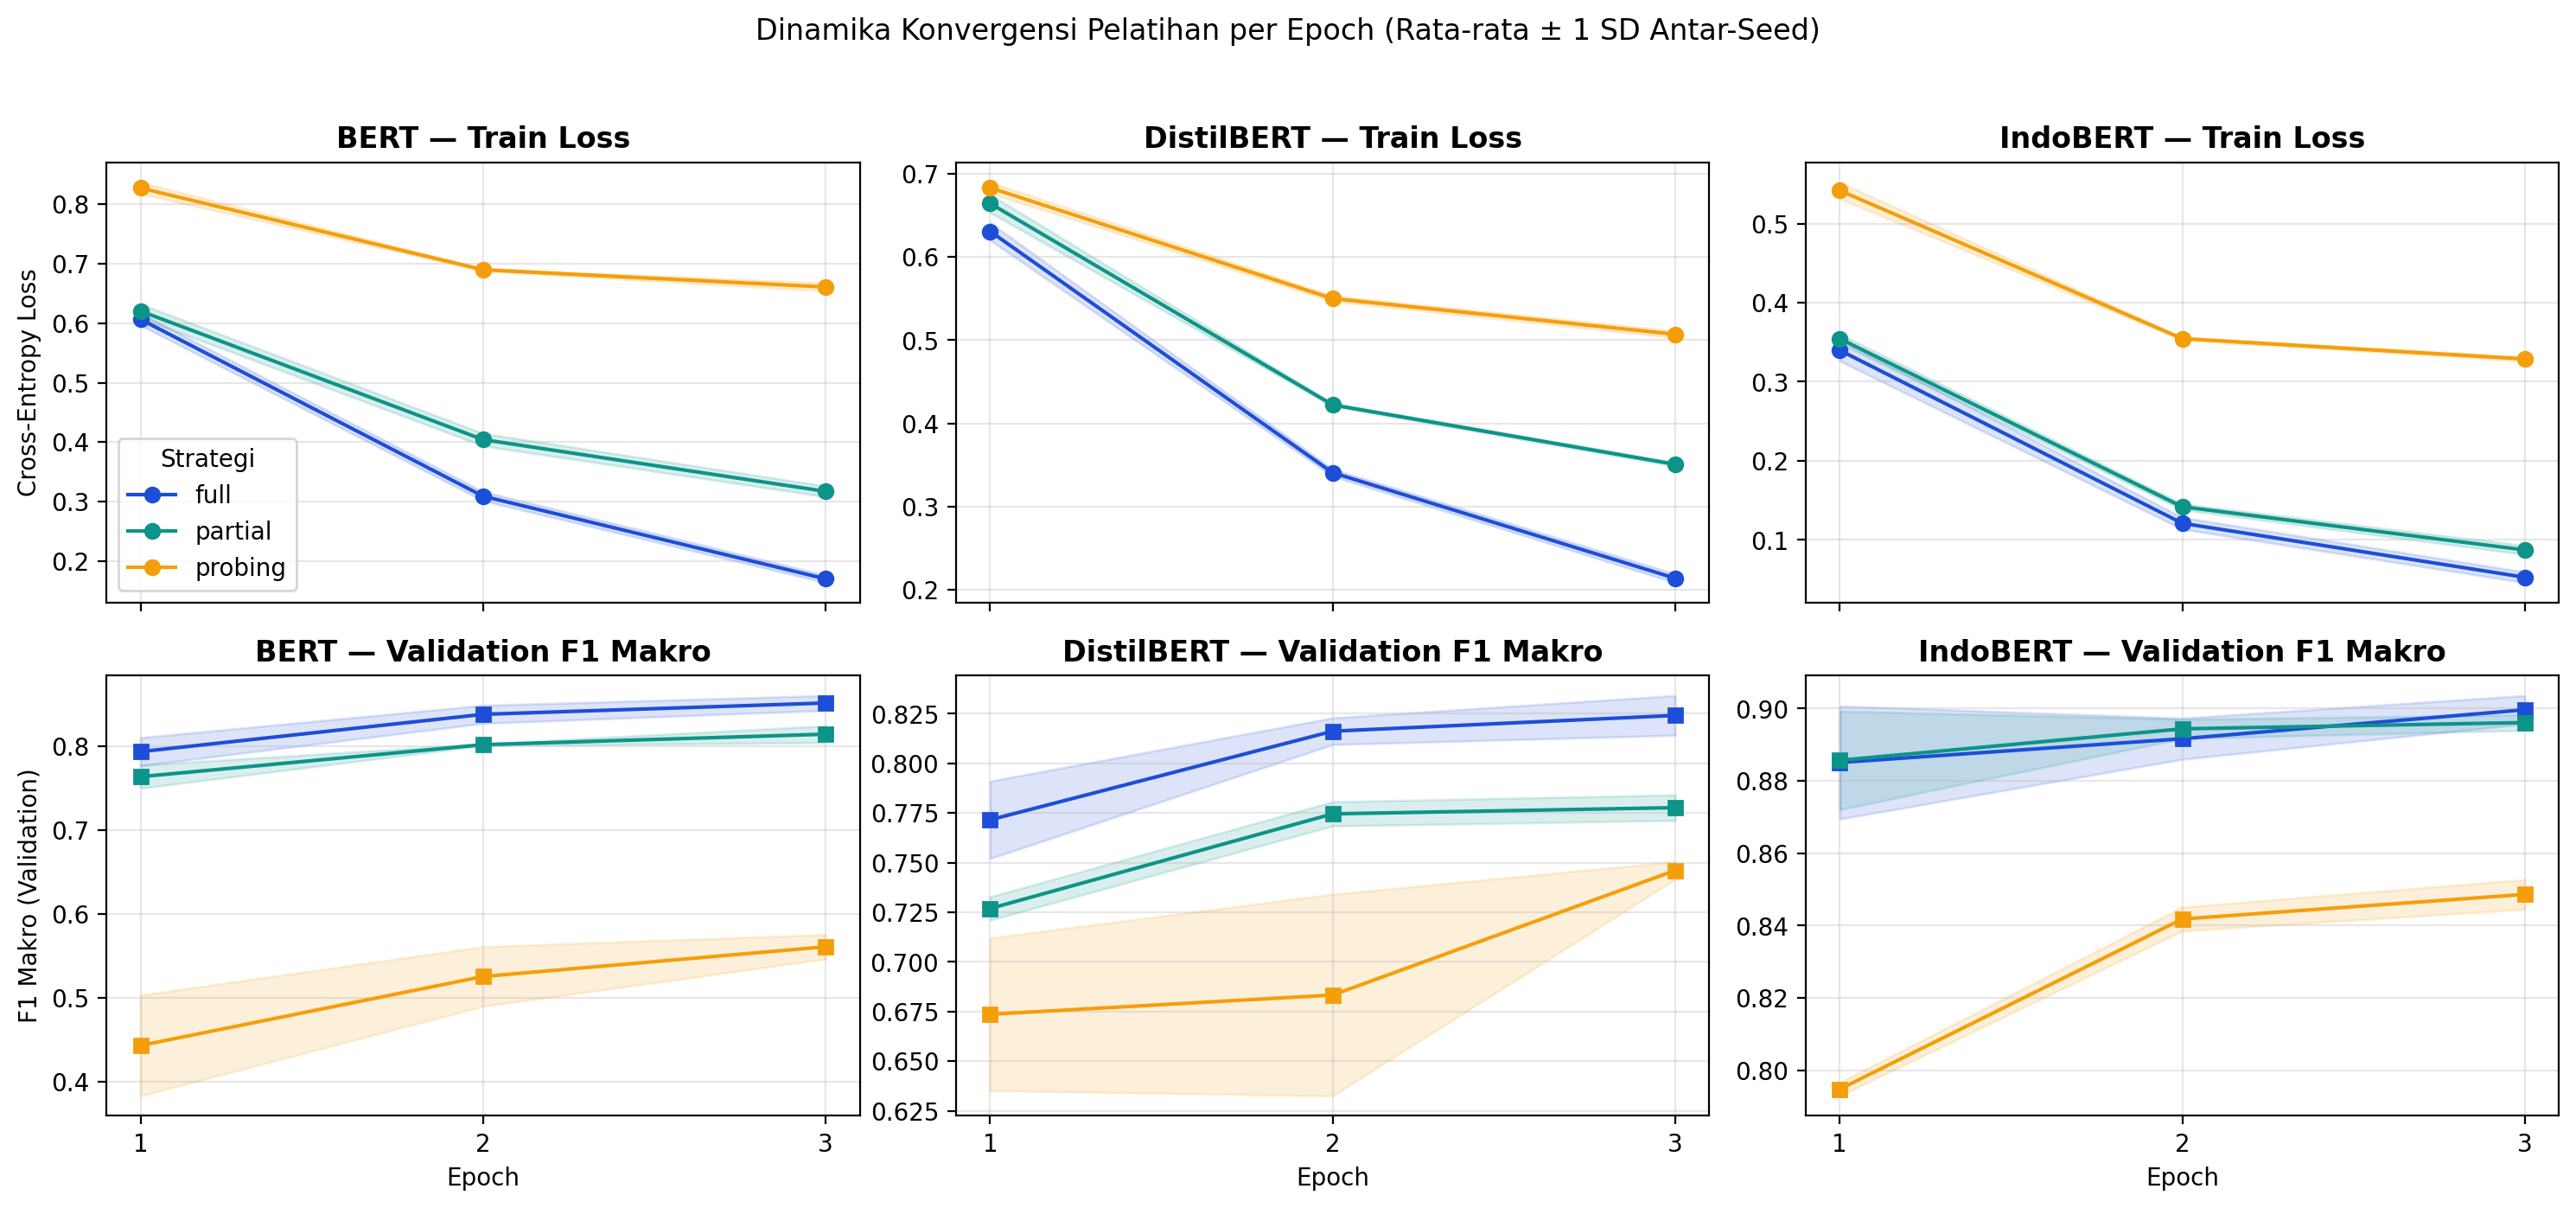 Dinamika Konvergensi Pelatihan per Epoch (Rata-rata ± 1 SD Antar-Seed)
BERT — Train Loss
Cross-Entropy Loss
0.8
0.7
0.6
0.5
0.4
0.3
0.2
Strategi
full
partial
probing
DistilBERT — Train Loss
0.7
0.6
0.5
0.4
0.3
0.2
IndoBERT — Train Loss
0.5
0.4
0.3
0.2
0.1
BERT — Validation F1 Makro
F1 Makro (Validation)
0.8
0.7
0.6
0.5
0.4
1 2 3
Epoch
DistilBERT — Validation F1 Makro
0.825
0.800
0.775
0.750
0.725
0.700
0.675
0.650
0.625
1 2 3
Epoch
IndoBERT — Validation F1 Makro
0.90
0.88
0.86
0.84
0.82
0.80
1 2 3
Epoch